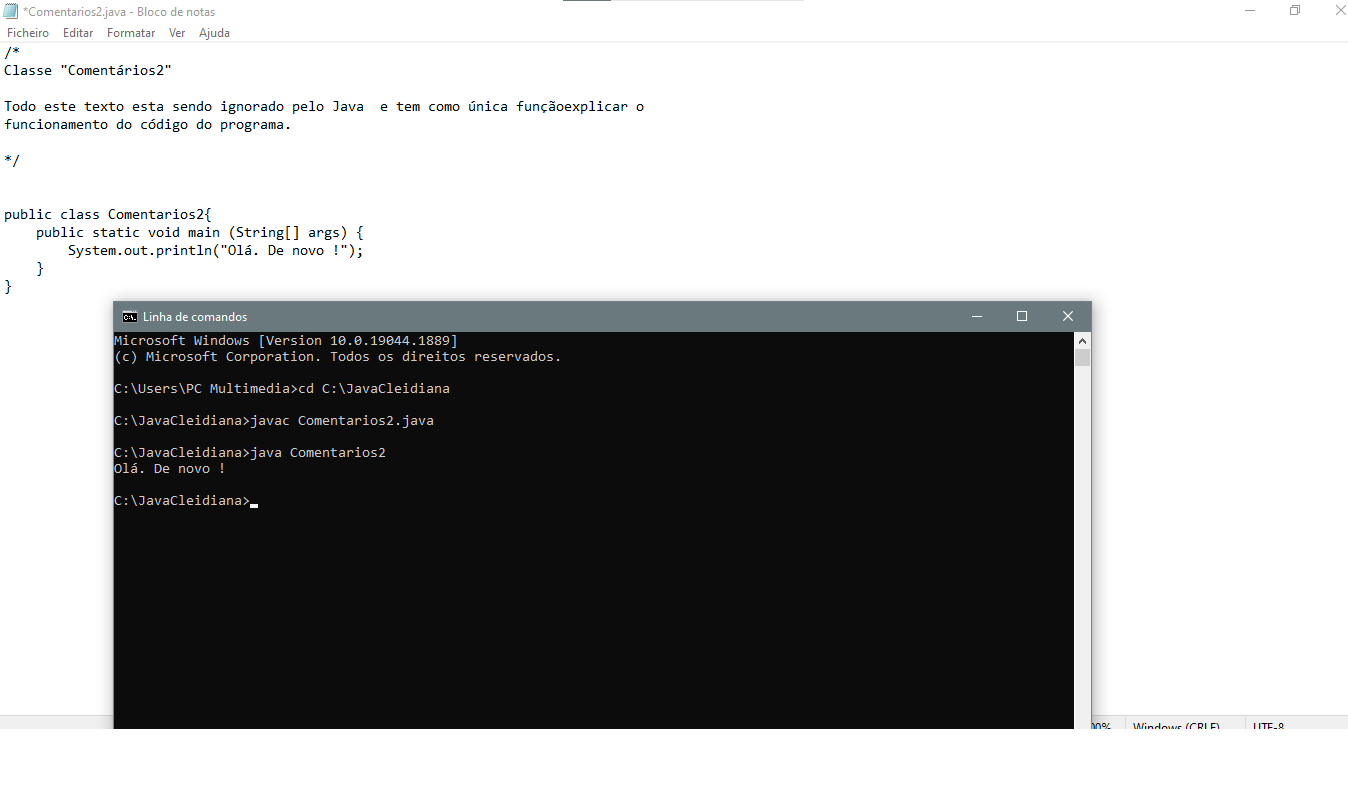 *Comentarios2.java - Bloco de notas
Ficheiro Editar Formatar Ver Ajuda
/*
Classe "Comentários2"
Todo este texto esta sendo ignorado pelo Java  e tem como única funçãoexplicar o
funcionamento do código do programa.
*/
public class Comentarios2{
    public static void main (String[] args) {
        System.out.println("Olá. De novo !");
    }
}
Linha de comandos
Microsoft Windows [Version 10.0.19044.1889]
(c) Microsoft Corporation. Todos os direitos reservados.
C:\Users\PC Multimedia>cd C:\JavaCleidiana
C:\JavaCleidiana>javac Comentarios2.java
C:\JavaCleidiana>java Comentarios2
Olá. De novo !
C:\JavaCleidiana>
Windows (CRLF) UTF-8